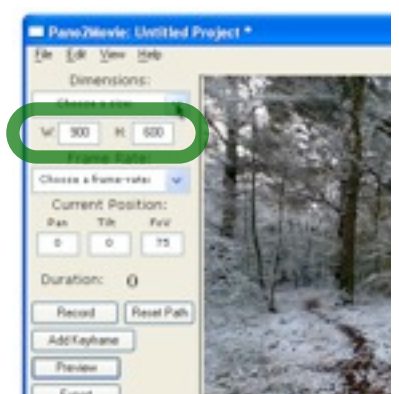 Pano2Movie: Untitled Project *
File Edit View Help
Dimensions:
Choose a size:
W: 900 H: 600
Frame Rate:
Choose a frame-rate:
Current Position:
Pan Tilt FoV
0 0 75
Duration: 0
Record Reset Path
Add Keyframe
Preview
Export